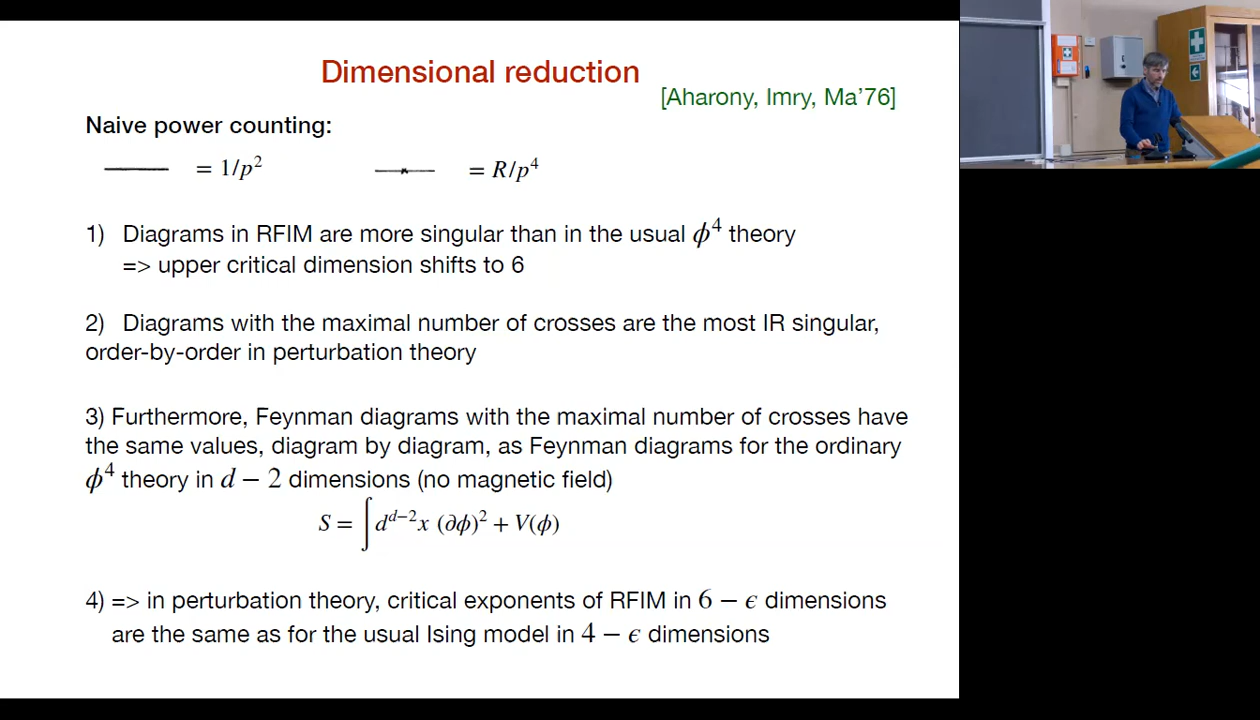 Dimensional reduction
[Aharony, Imry, Ma'76]
Naive power counting:
= 1/p² = R/p⁴
1) Diagrams in RFIM are more singular than in the usual ϕ⁴ theory
=> upper critical dimension shifts to 6
2) Diagrams with the maximal number of crosses are the most IR singular,
order-by-order in perturbation theory
3) Furthermore, Feynman diagrams with the maximal number of crosses have
the same values, diagram by diagram, as Feynman diagrams for the ordinary
ϕ⁴ theory in d − 2 dimensions (no magnetic field)
S = ∫ d^{d−2}x (∂ϕ)² + V(ϕ)
4) => in perturbation theory, critical exponents of RFIM in 6 − ϵ dimensions
are the same as for the usual Ising model in 4 − ϵ dimensions